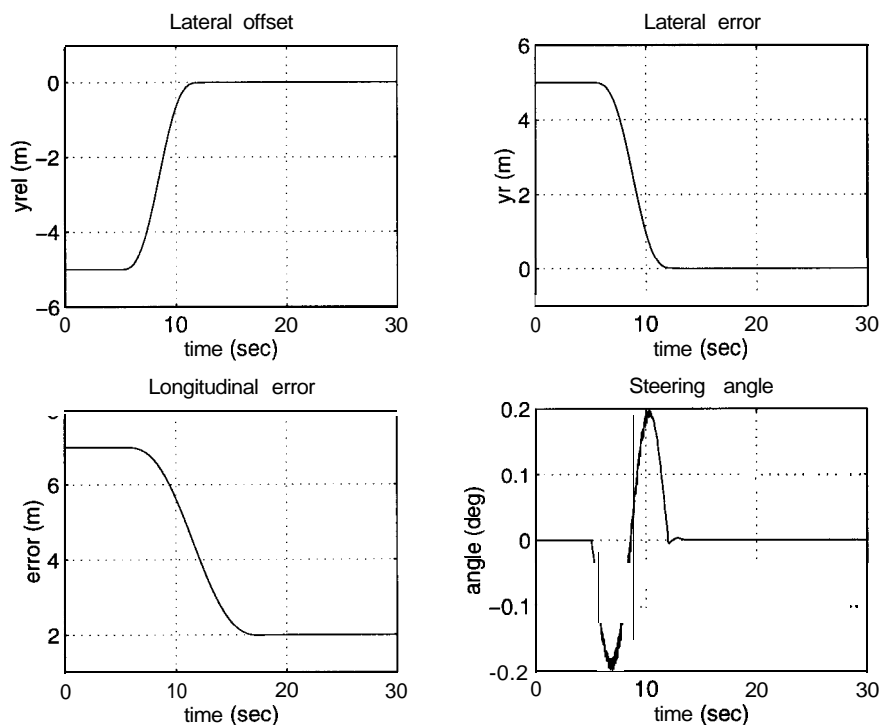 Lateral offset
0
−2
−4
−6
yrel (m)
0
10
20
30
time (sec)
Lateral error
6
4
2
0
yr (m)
0
10
20
30
time (sec)
Longitudinal error
6
4
2
error (m)
0
10
20
30
time (sec)
Steering angle
0.2
0.1
0
−0.1
−0.2
angle (deg)
0
10
20
30
time (sec)